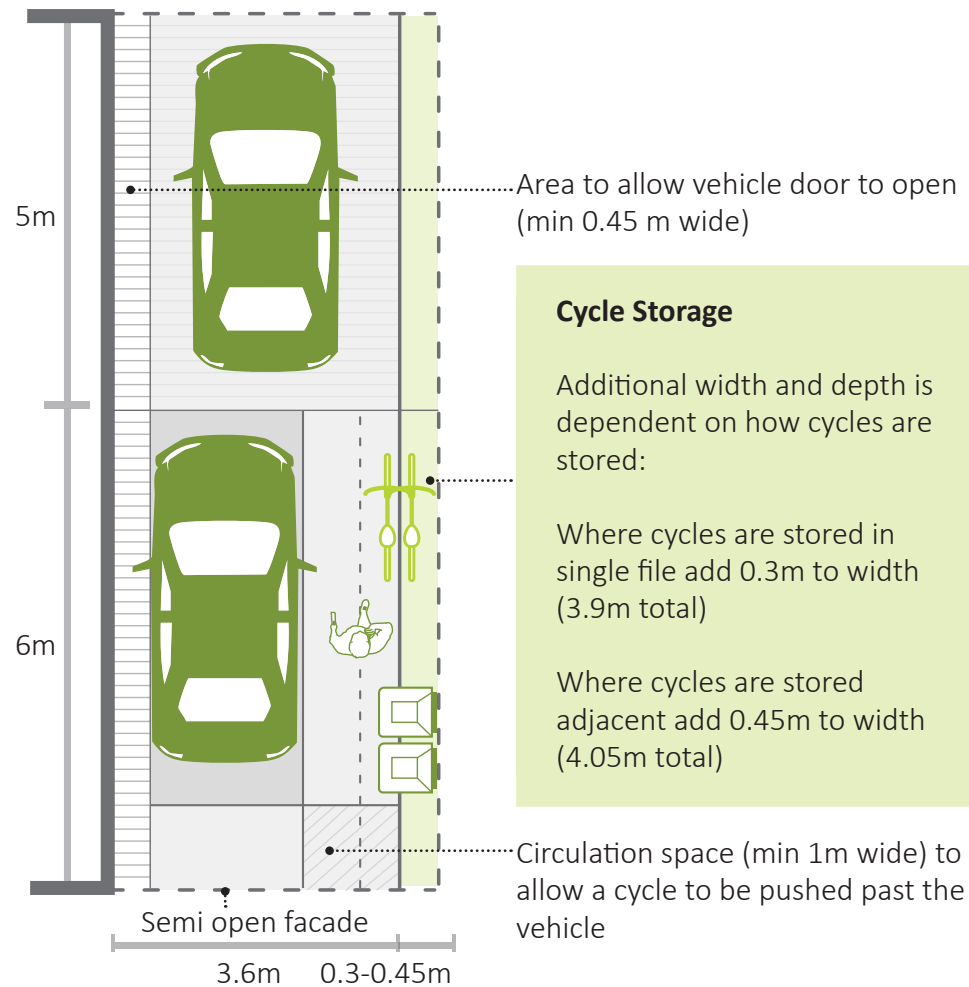 5m
Area to allow vehicle door to open
(min 0.45 m wide)
Cycle Storage
Additional width and depth is
dependent on how cycles are
stored:
Where cycles are stored in
single file add 0.3m to width
(3.9m total)
Where cycles are stored
adjacent add 0.45m to width
(4.05m total)
6m
Circulation space (min 1m wide) to
allow a cycle to be pushed past the
vehicle
Semi open facade
3.6m
0.3-0.45m